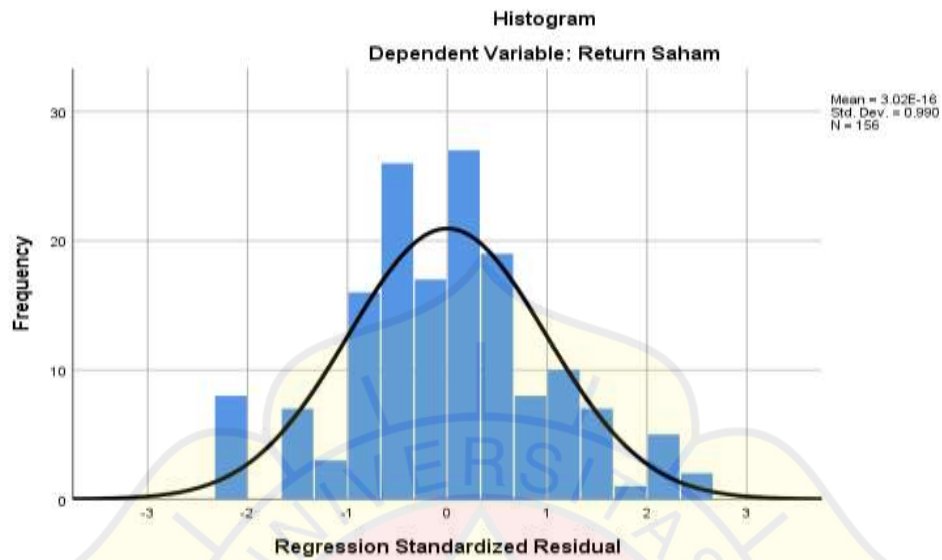 Histogram
Dependent Variable: Return Saham
Mean = 3.02E-16
Std. Dev. = 0.990
N = 156
Frequency
30
20
10
0
-3 -2 -1 0 1 2 3
Regression Standardized Residual
UNIVERSITAS